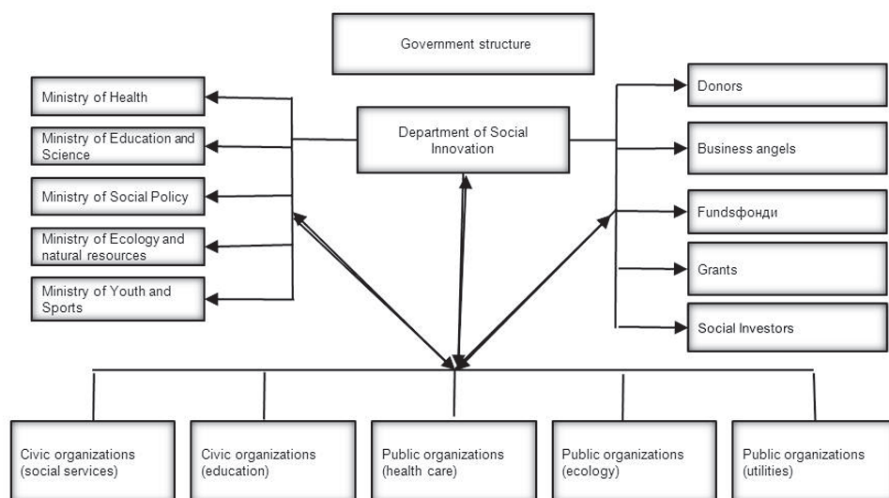 Government structure
Ministry of Health
Ministry of Education and
Science
Ministry of Social Policy
Ministry of Ecology and
natural resources
Ministry of Youth and
Sports
Department of Social
Innovation
Donors
Business angels
Fundsфонди
Grants
Social Investors
Civic organizations
(social services)
Civic organizations
(education)
Public organizations
(health care)
Public organizations
(ecology)
Public organizations
(utilities)